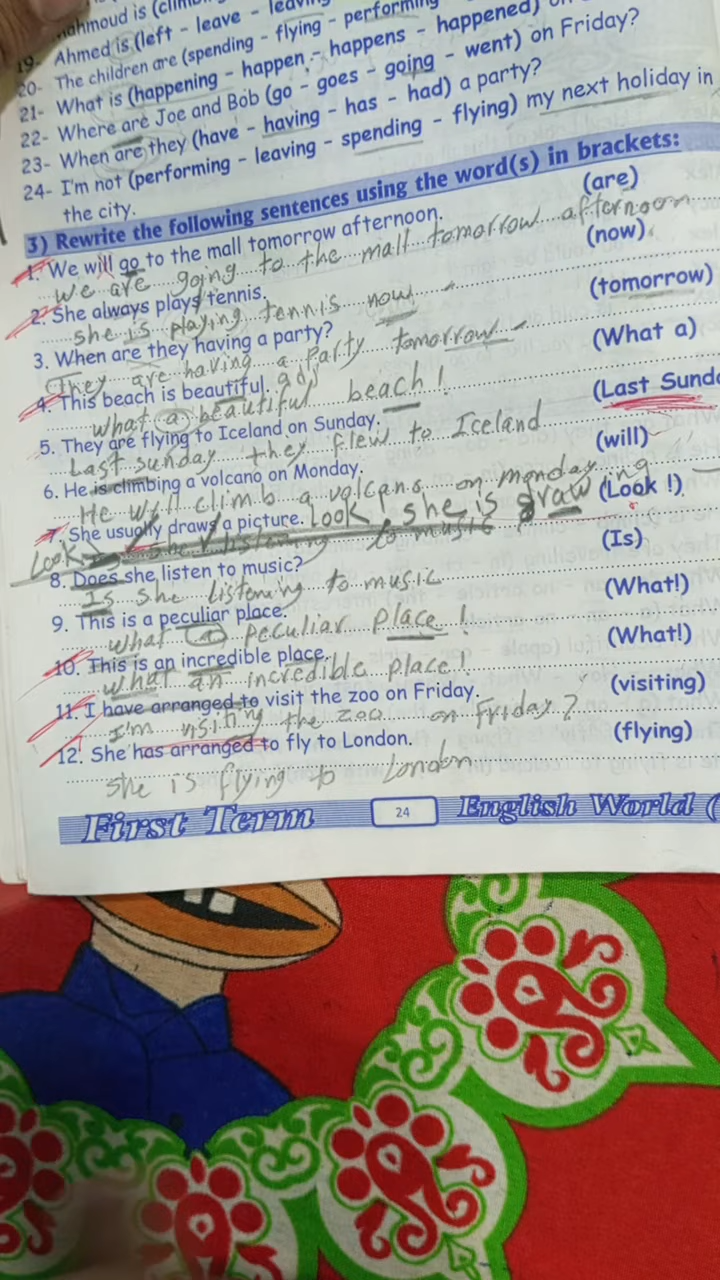 ahmoud is (clim
19- Ahmed is (left - leave - leavin
20- The children are (spending - flying - performing
21- What is (happening - happen - happens - happened) on Friday?
22- Where are Joe and Bob (go - goes - going - went)
23- When are they (have - having - has - had) a party?
24- I'm not (performing - leaving - spending - flying) my next holiday in
the city.
3) Rewrite the following sentences using the word(s) in brackets:
1. We will go to the mall tomorrow afternoon. (are)
We are going to the mall tomorrow afternoon
2. She always plays tennis. (now)
she is playing tennis now
3. When are they having a party? (tomorrow)
They are having a Party tomorrow
4. This beach is beautiful. adj (What a)
what a beautiful beach!
5. They are flying to Iceland on Sunday. (Last Sund
Last sunday they flew to Iceland
6. He is climbing a volcano on Monday. (will)
He will climb a volcano on monday
7. She usually draws a picture. look, she is drawing (Look !)
Look she listening to music
8. Does she listen to music? (Is)
Is she listening to music
9. This is a peculiar place. (What!)
what a peculiar place!
10. This is an incredible place. (What!)
what an incredible place!
11. I have arranged to visit the zoo on Friday. (visiting)
I'm visiting the zoo on Friday?
12. She has arranged to fly to London. (flying)
she is flying to London
First Term 24 English World (